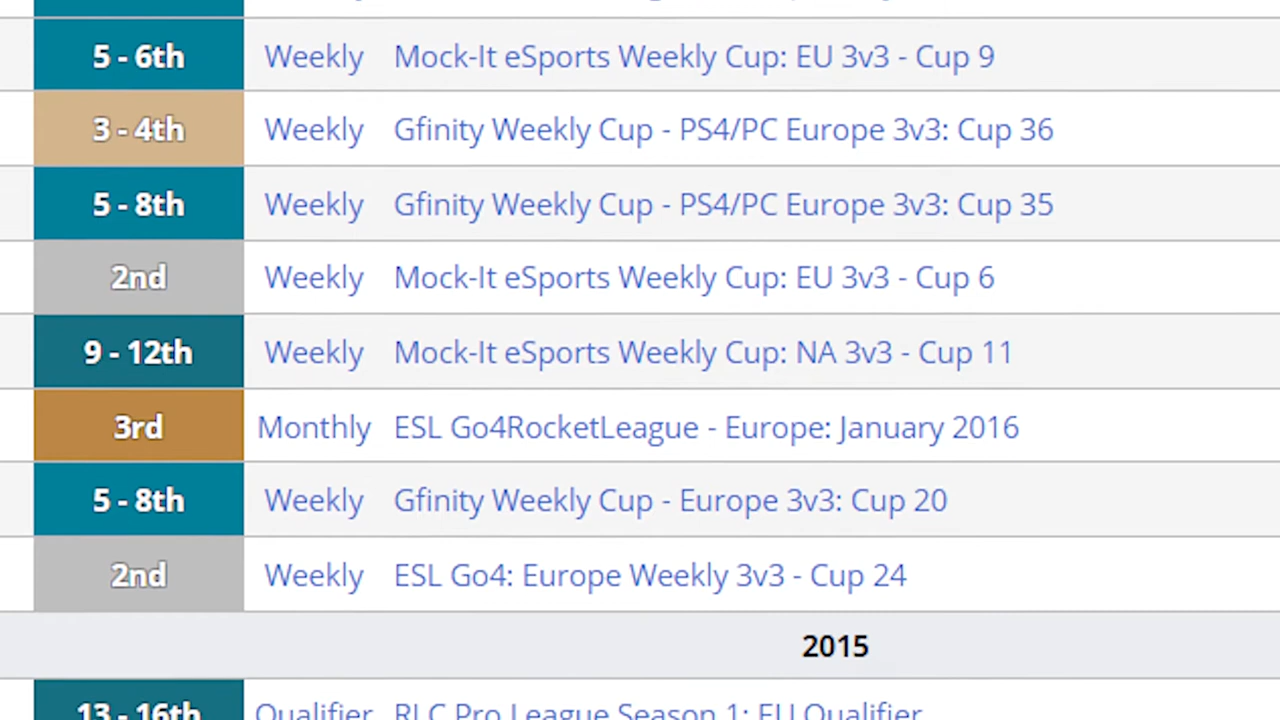 5 - 6th Weekly Mock-It eSports Weekly Cup: EU 3v3 - Cup 9
3 - 4th Weekly Gfinity Weekly Cup - PS4/PC Europe 3v3: Cup 36
5 - 8th Weekly Gfinity Weekly Cup - PS4/PC Europe 3v3: Cup 35
2nd Weekly Mock-It eSports Weekly Cup: EU 3v3 - Cup 6
9 - 12th Weekly Mock-It eSports Weekly Cup: NA 3v3 - Cup 11
3rd Monthly ESL Go4RocketLeague - Europe: January 2016
5 - 8th Weekly Gfinity Weekly Cup - Europe 3v3: Cup 20
2nd Weekly ESL Go4: Europe Weekly 3v3 - Cup 24
2015
13 - 16th Qualifier RLC Pro League Season 1: EU Qualifier